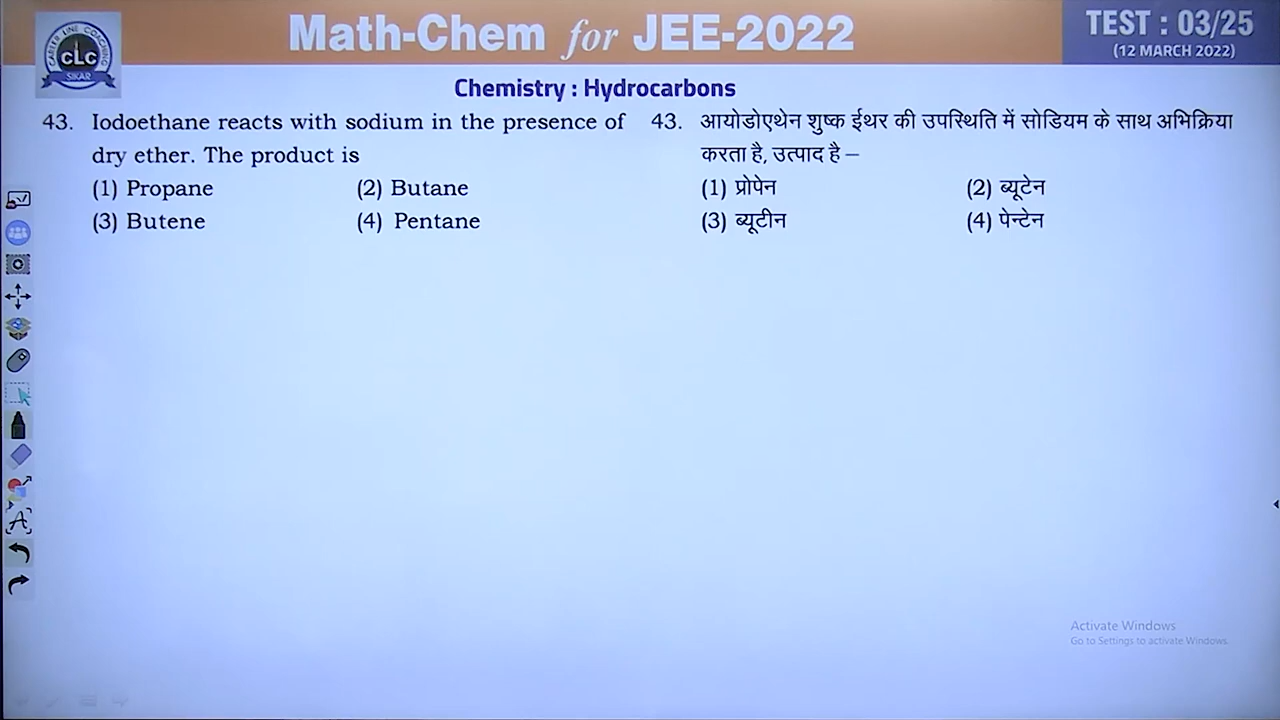 Math-Chem for JEE-2022
TEST : 03/25
(12 MARCH 2022)
CAREER LINE COACHING
CLC
SIKAR
Chemistry : Hydrocarbons
43. Iodoethane reacts with sodium in the presence of
dry ether. The product is
(1) Propane (2) Butane
(3) Butene (4) Pentane
43. आयोडोएथेन शुष्क ईथर की उपस्थिति में सोडियम के साथ अभिक्रिया
करता है, उत्पाद है –
(1) प्रोपेन (2) ब्यूटेन
(3) ब्यूटीन (4) पेन्टेन
Activate Windows
Go to Settings to activate Windows.